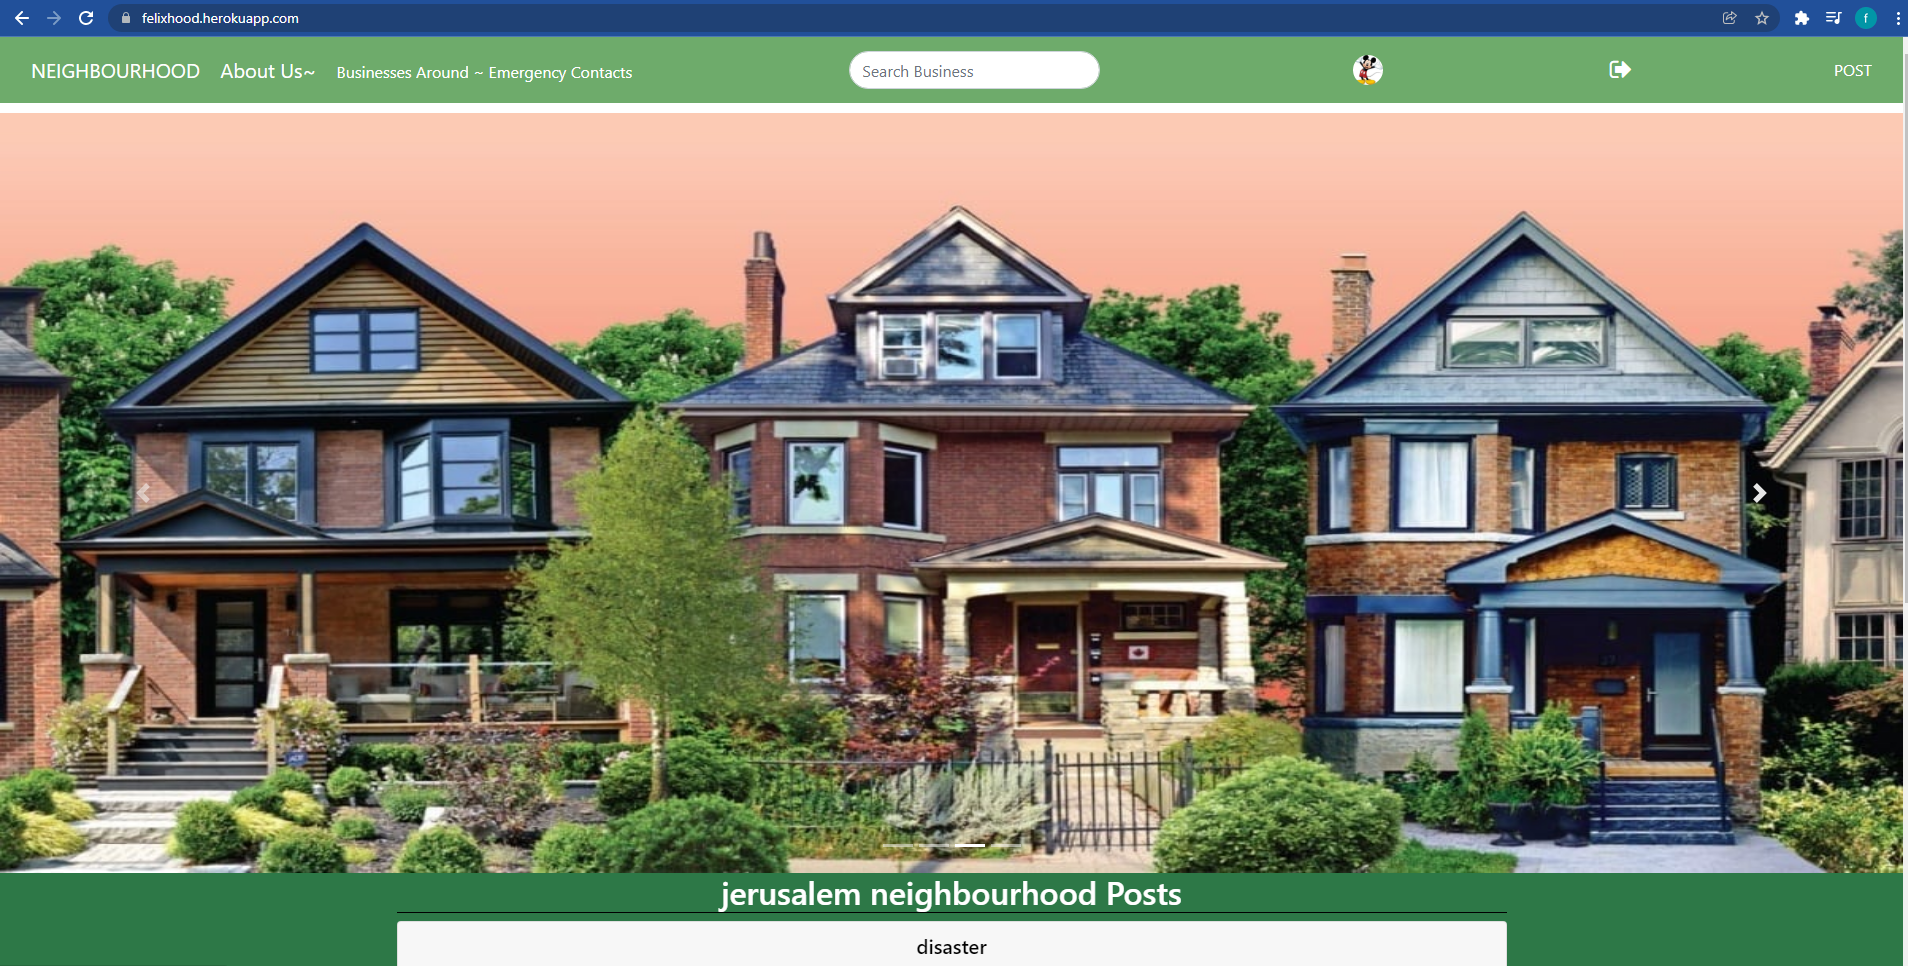 felixhood.herokuapp.com
f
NEIGHBOURHOOD About Us~ Businesses Around ~ Emergency Contacts Search Business POST
jerusalem neighbourhood Posts
disaster